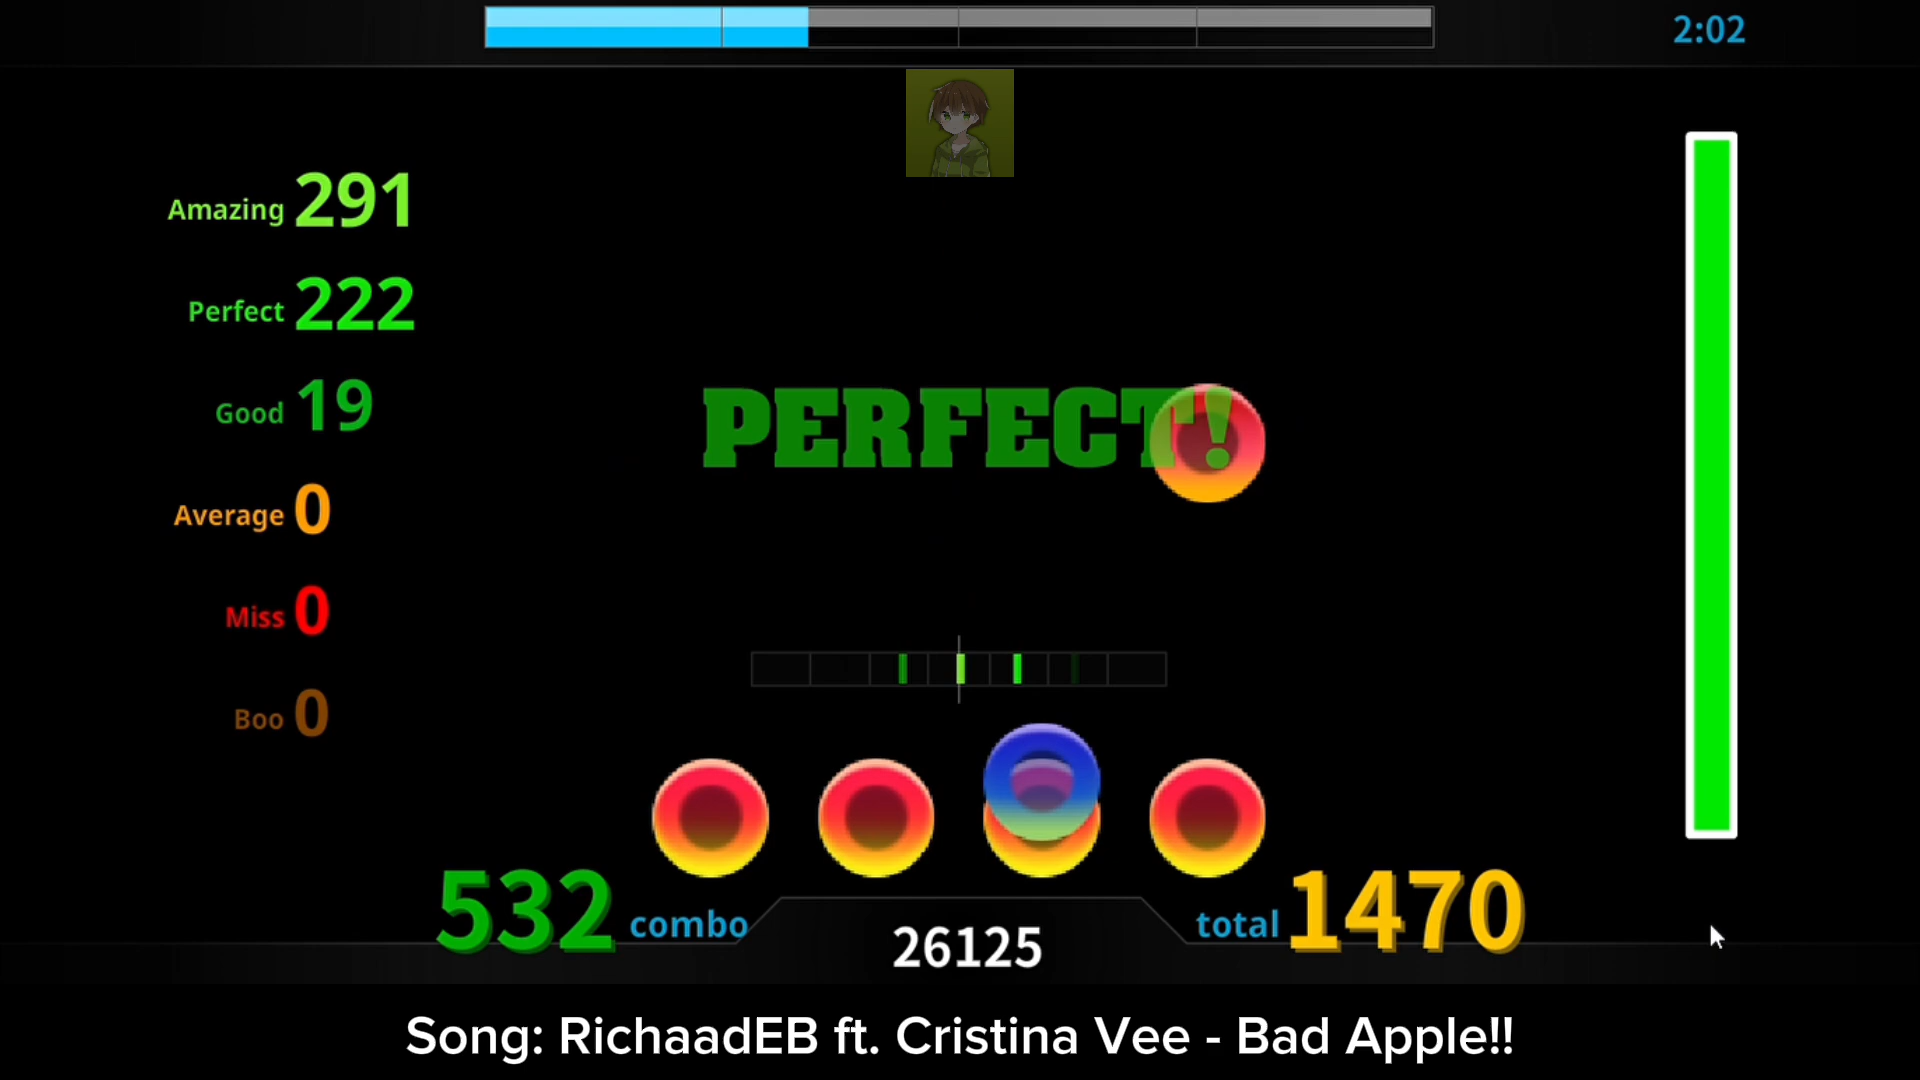 2:02
Amazing 291
Perfect 222
Good 19
PERFECT!
Average 0
Miss 0
Boo 0
532 combo
26125
total 1470
Song: RichaadEB ft. Cristina Vee - Bad Apple!!